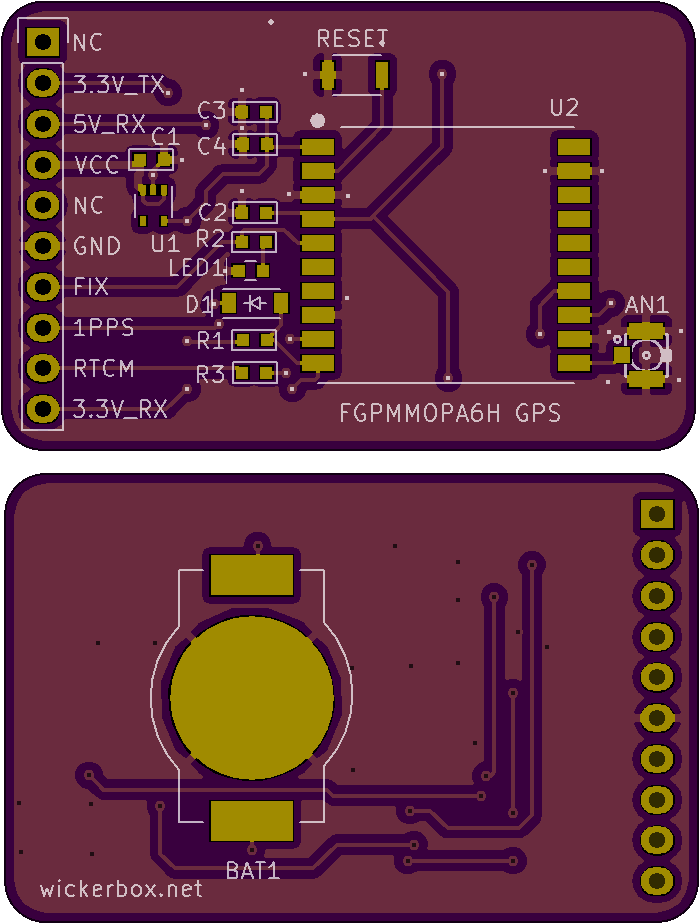 NC
RESET
3.3V_TX
C3
U2
5V_RX
C1
C4
VCC
NC
C2
GND
U1
R2
LED1
FIX
D1
AN1
1PPS
R1
RTCM
R3
3.3V_RX
FGPMMOPA6H GPS
BAT1
wickerbox.net